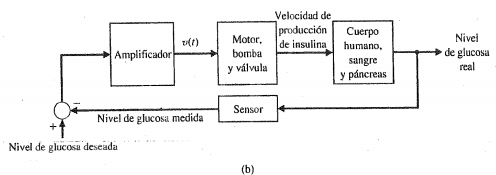 Amplificador
v(t)
Motor,
bomba
y válvula
Velocidad de
producción
de insulina
Cuerpo
humano,
sangre
y páncreas
Nivel
de glucosa
real
Sensor
Nivel de glucosa medida
−
+
Nivel de glucosa deseada
(b)